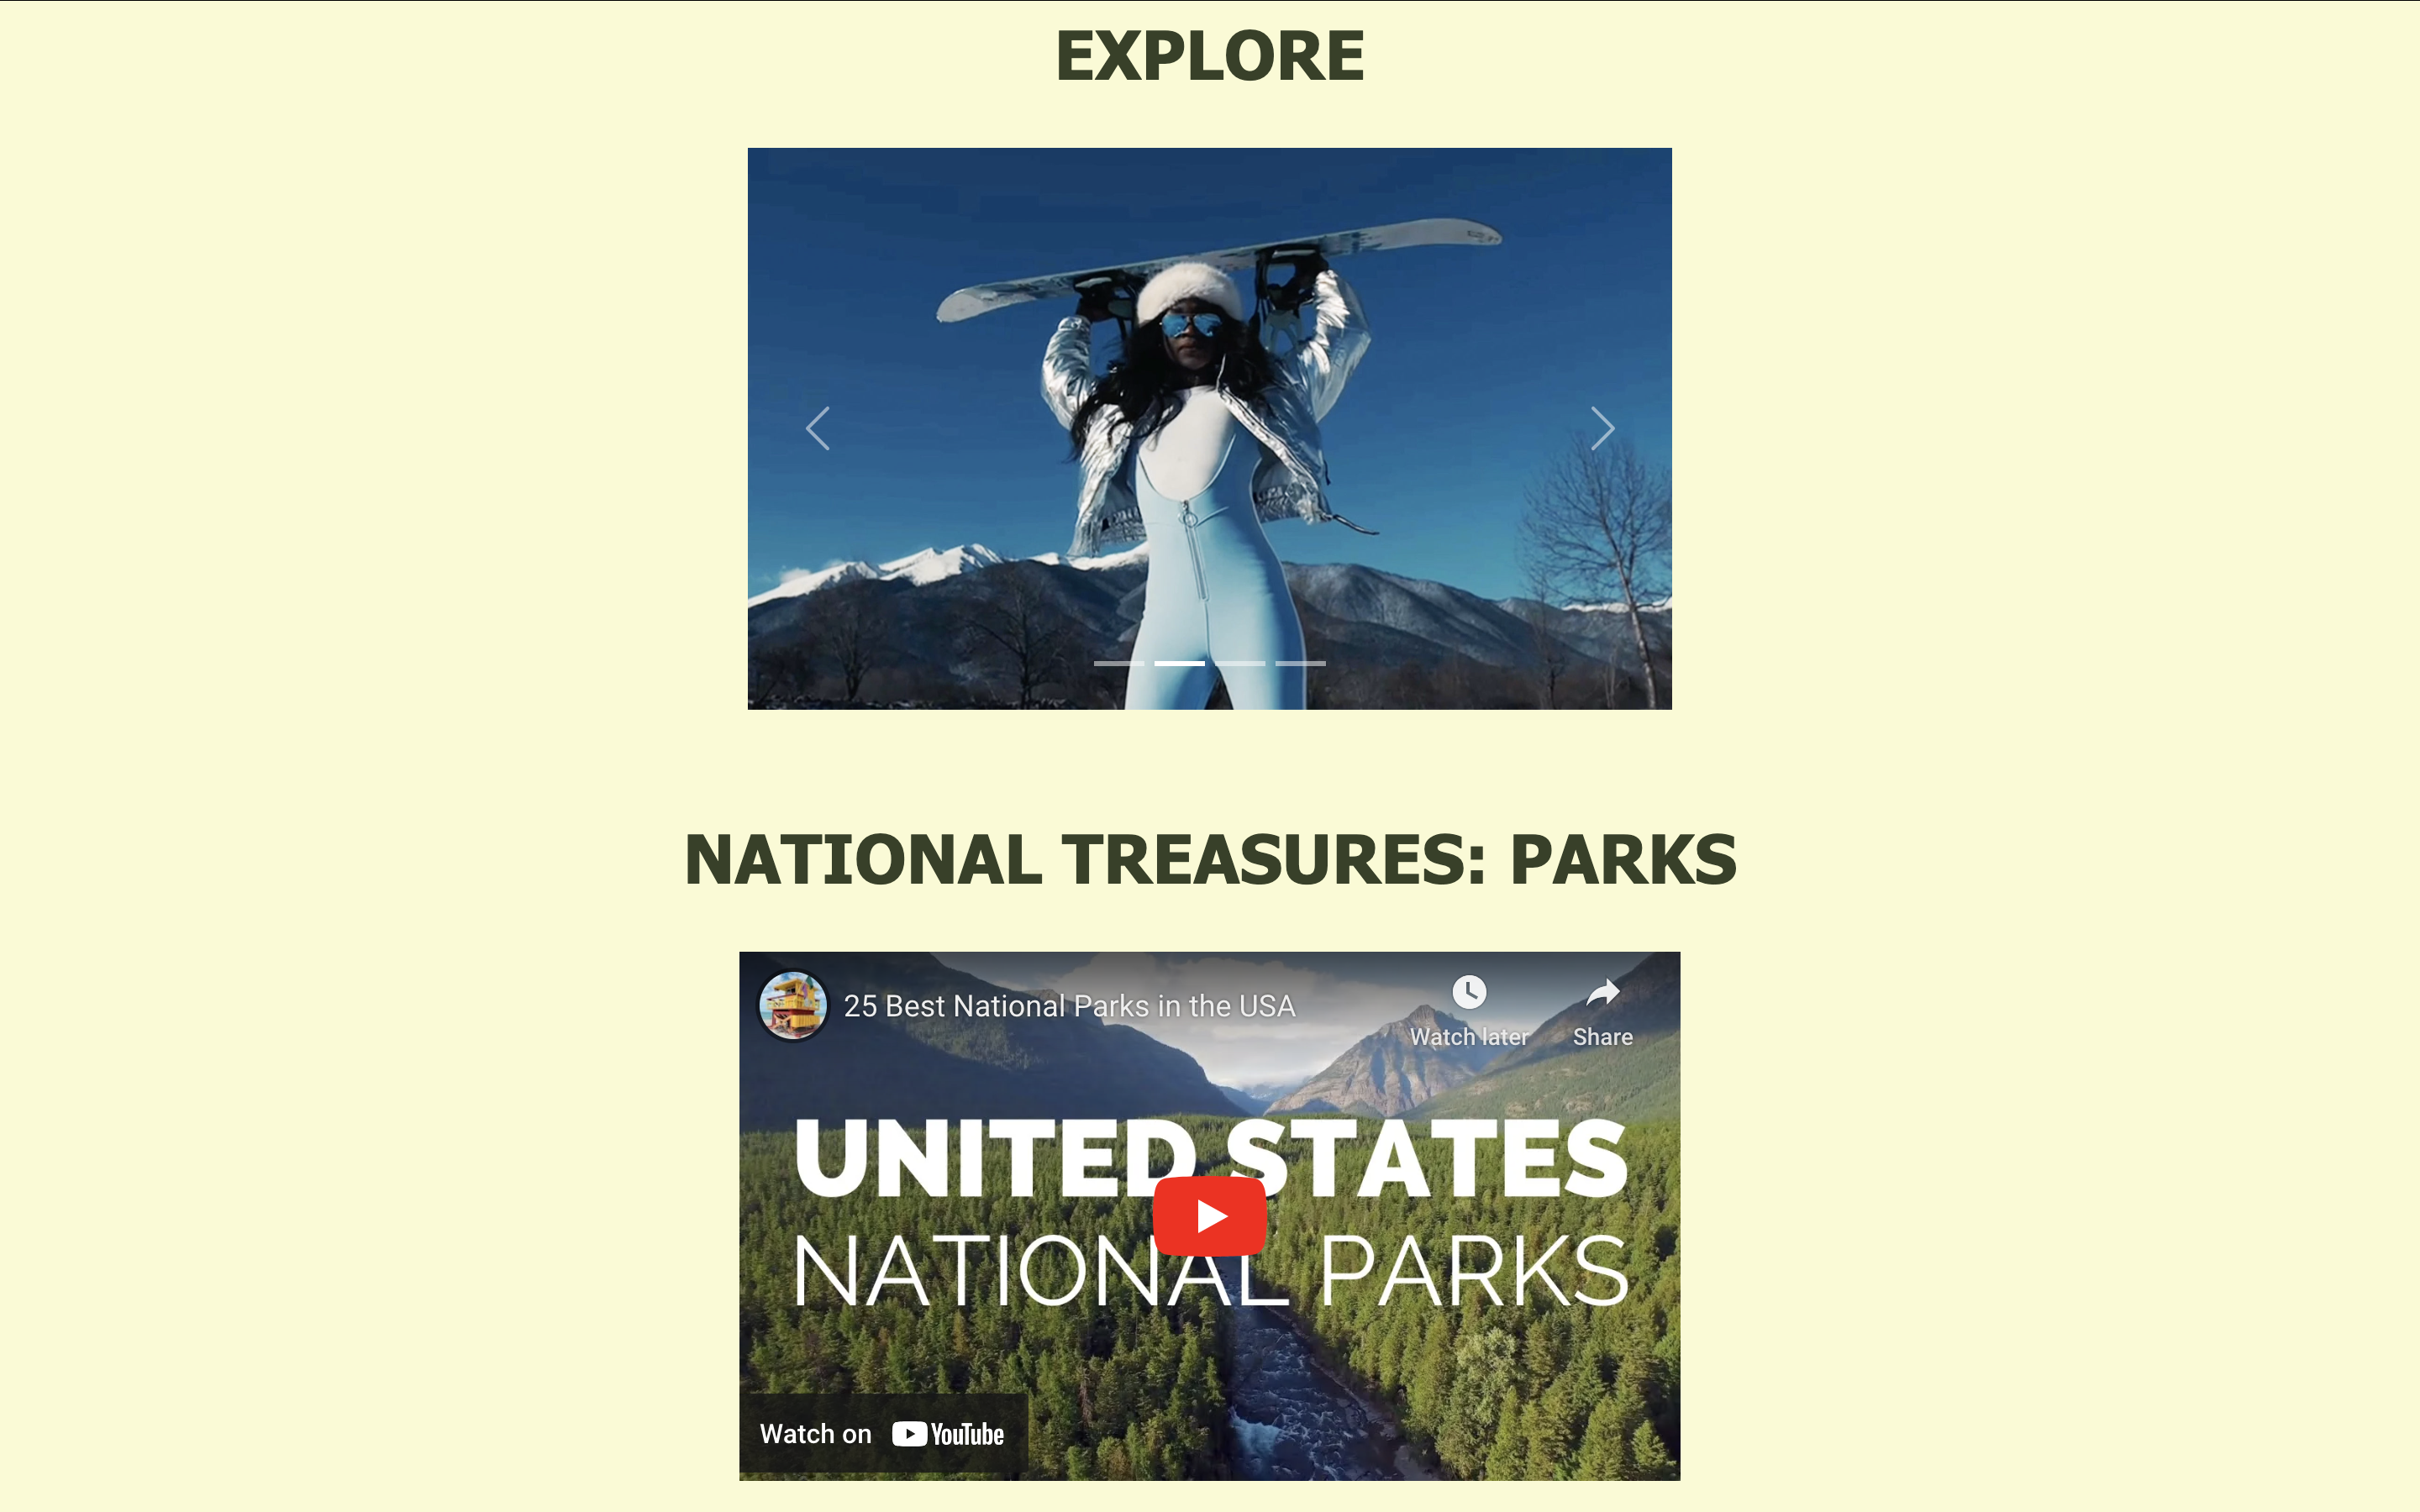 EXPLORE
NATIONAL TREASURES: PARKS
25 Best National Parks in the USA
Watch later
Share
UNITED STATES
NATIONAL PARKS
Watch on YouTube